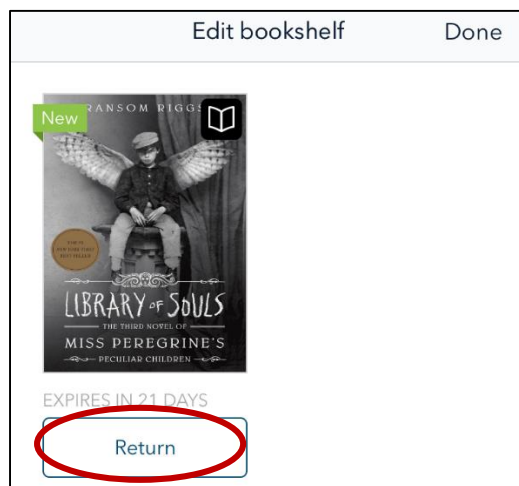 Edit bookshelf Done
New
RANSOM RIGGS
LIBRARY OF SOULS
THE THIRD NOVEL OF
MISS PEREGRINE'S
PECULIAR CHILDREN
EXPIRES IN 21 DAYS
Return